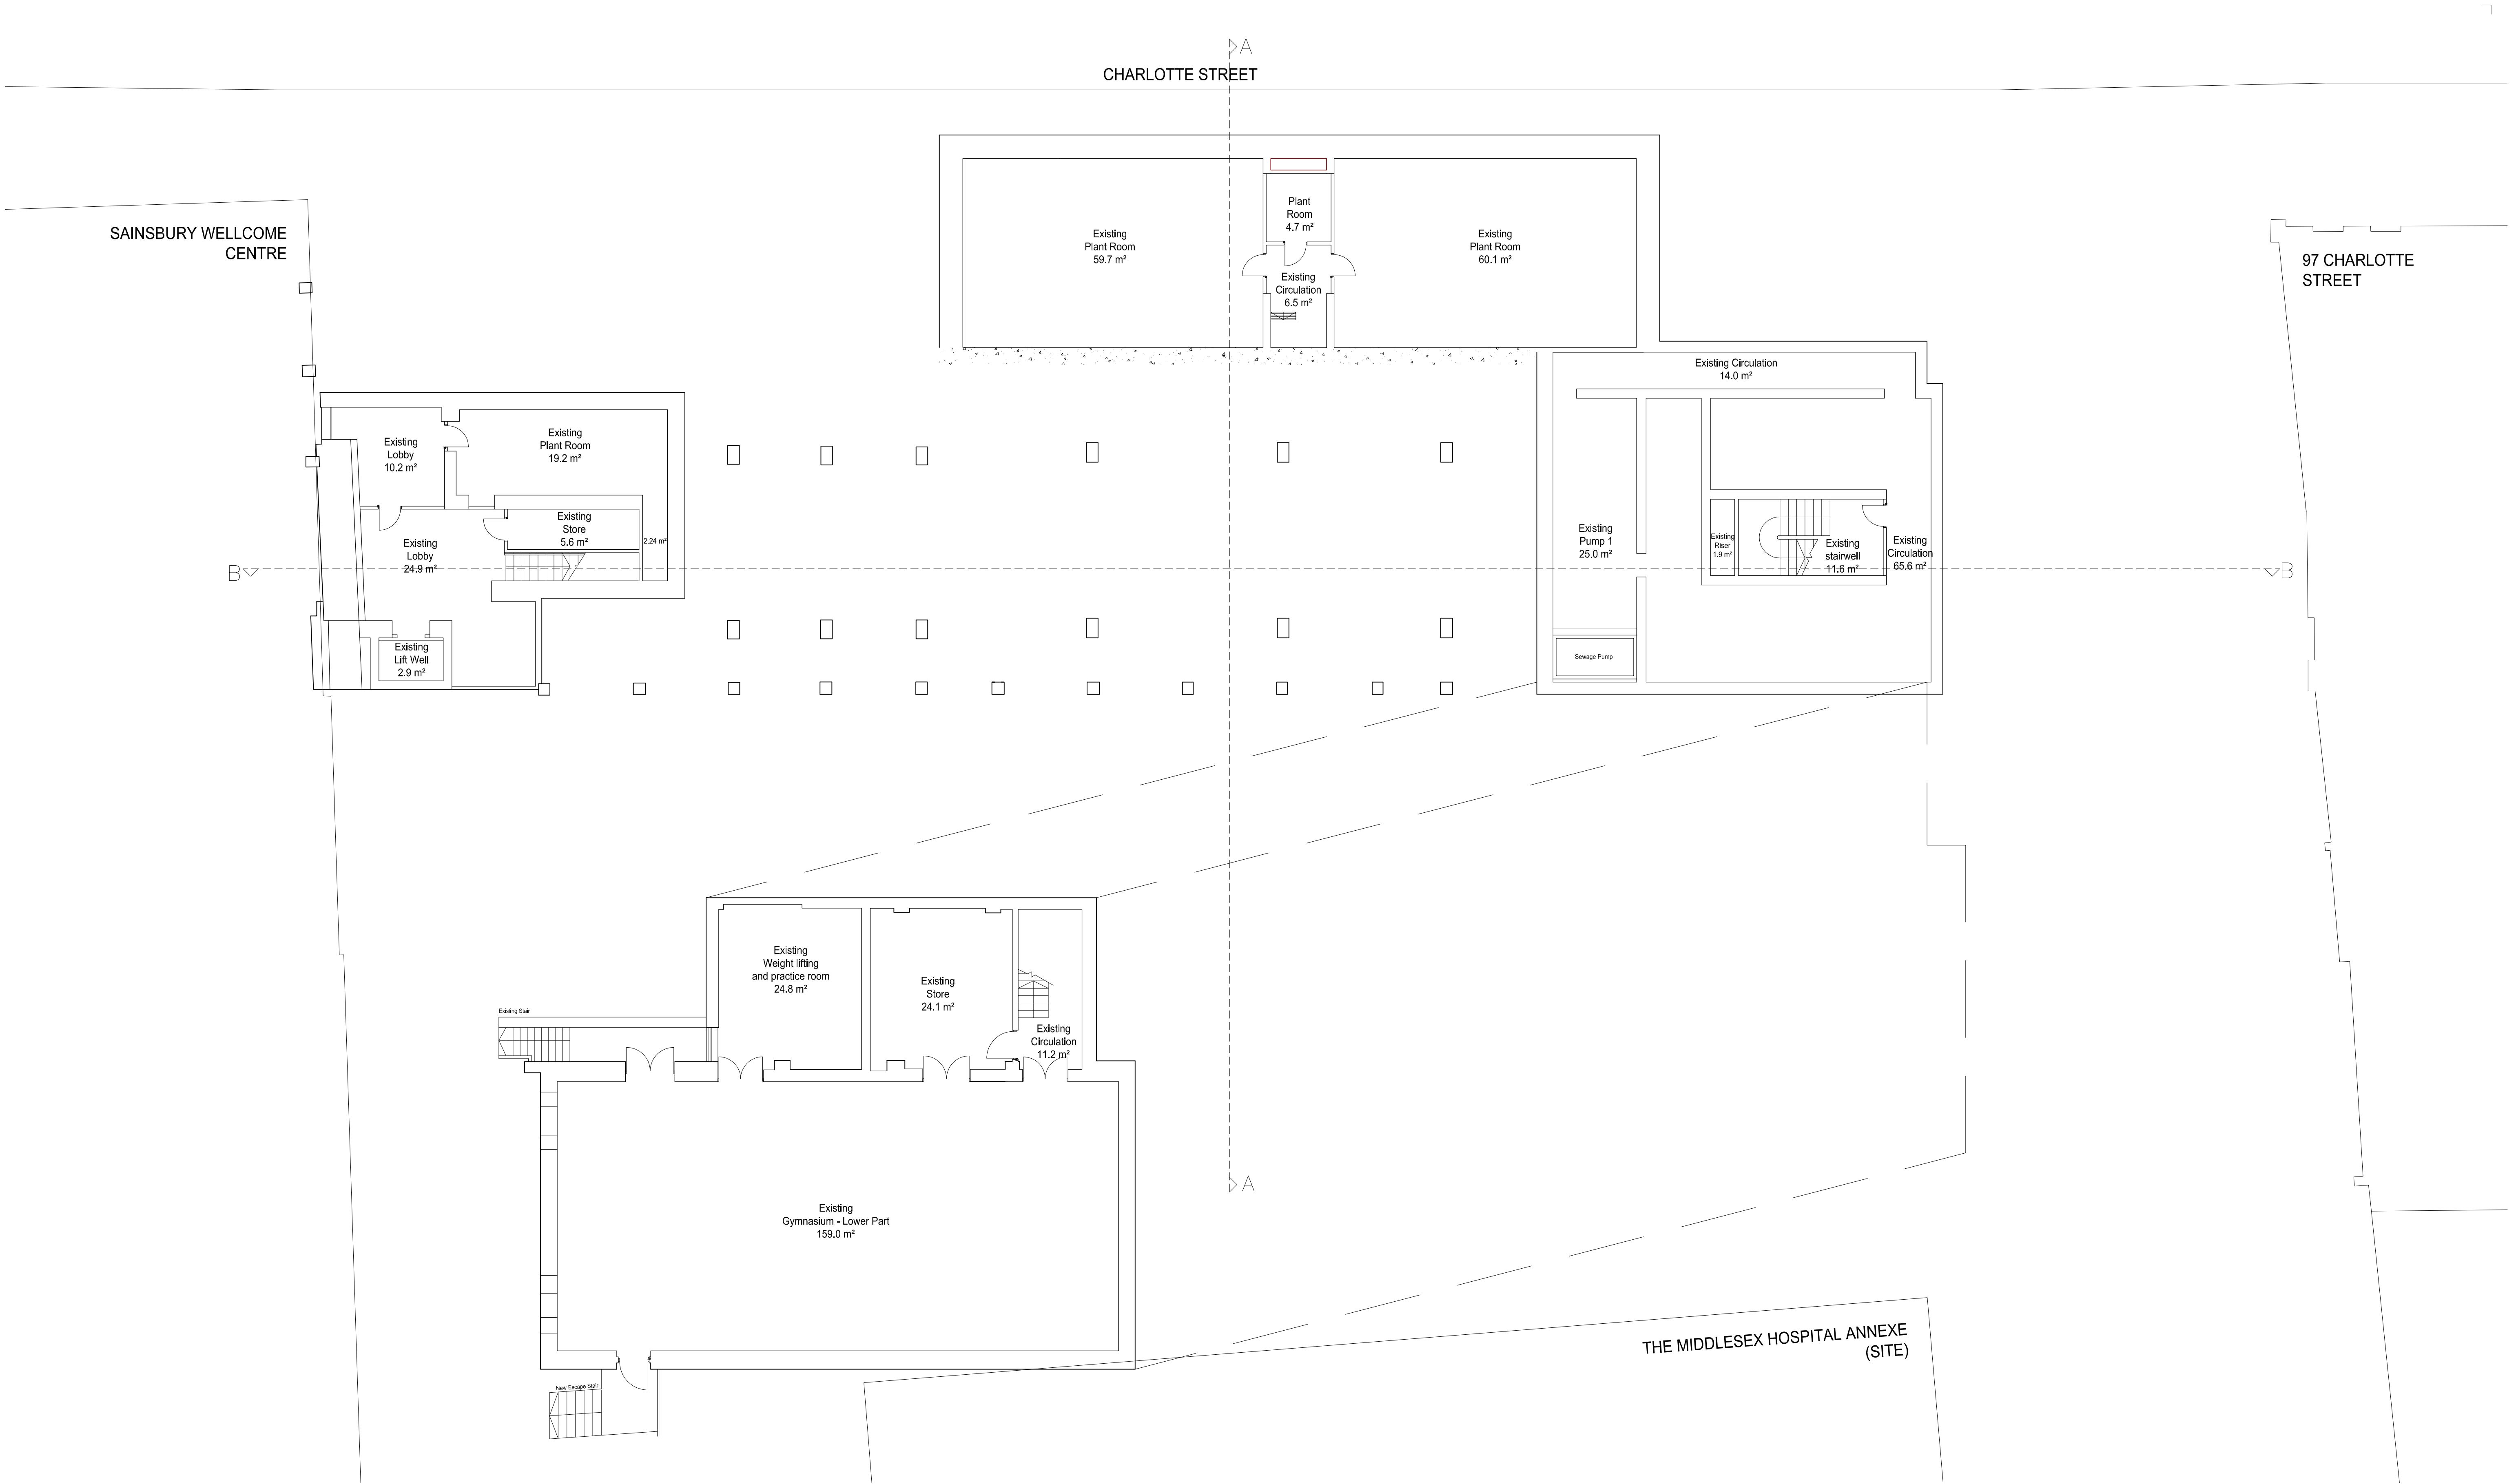 A
CHARLOTTE STREET
SAINSBURY WELLCOME
CENTRE
97 CHARLOTTE
STREET
Existing
Plant Room
59.7 m²
Plant
Room
4.7 m²
Existing
Circulation
6.5 m²
Existing
Plant Room
60.1 m²
Existing Circulation
14.0 m²
Existing
Lobby
10.2 m²
Existing
Plant Room
19.2 m²
Existing
Store
5.6 m²
2.24 m²
Existing
Lobby
24.9 m²
Existing
Lift Well
2.9 m²
B
Existing
Pump 1
25.0 m²
Existing
Riser
1.9 m²
Existing
stairwell
11.6 m²
Existing
Circulation
65.6 m²
B
Sewage Pump
Existing
Weight lifting
and practice room
24.8 m²
Existing
Store
24.1 m²
Existing
Circulation
11.2 m²
Existing Stair
A
Existing
Gymnasium - Lower Part
159.0 m²
New Escape Stair
THE MIDDLESEX HOSPITAL ANNEXE
(SITE)